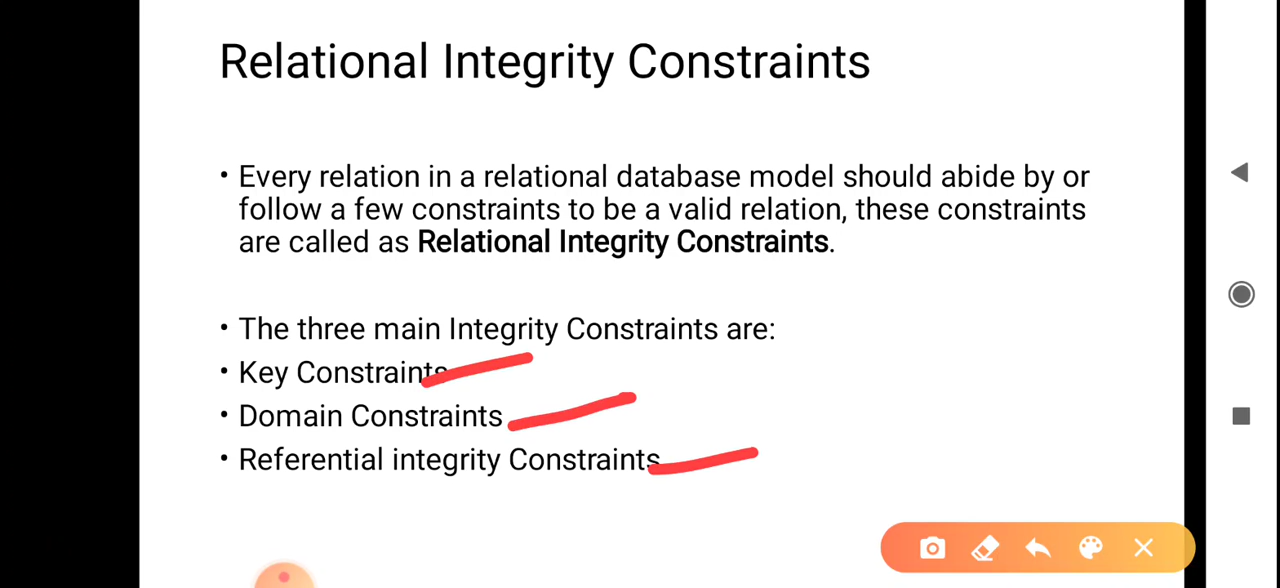 Relational Integrity Constraints
• Every relation in a relational database model should abide by or
follow a few constraints to be a valid relation, these constraints
are called as Relational Integrity Constraints.
• The three main Integrity Constraints are:
• Key Constraints
• Domain Constraints
• Referential integrity Constraints